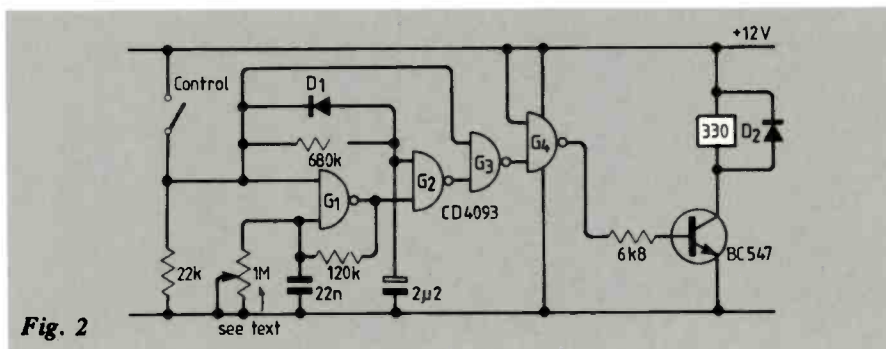 +12V
Control
D1
330
D2
680k
G1
G2
G3
G4
CD4093
22k
1M
120k
22n
2µ2
6k8
BC547
see text
Fig. 2